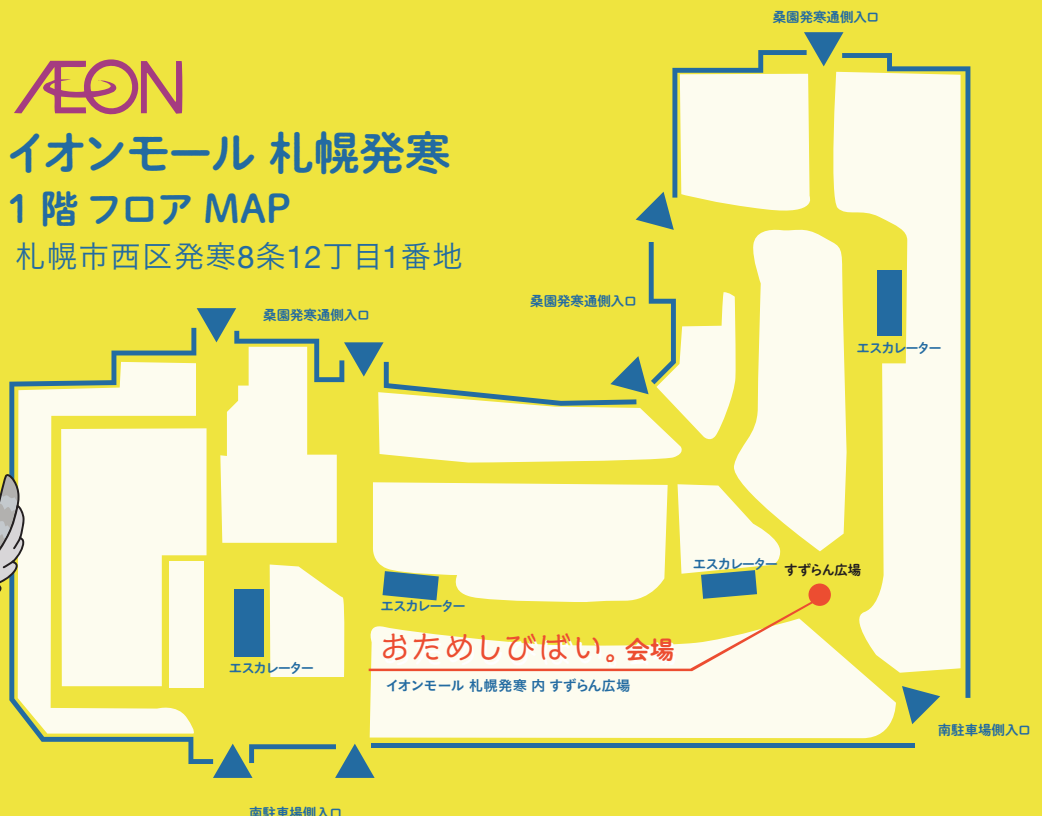 桑園発寒通側入口
ÆON
イオンモール 札幌発寒
1 階 フロア MAP
札幌市西区発寒8条12丁目1番地
桑園発寒通側入口
桑園発寒通側入口
エスカレーター
エスカレーター
すずらん広場
エスカレーター
おためしびばい。会場
エスカレーター
イオンモール 札幌発寒 内 すずらん広場
南駐車場側入口
南駐車場側入口